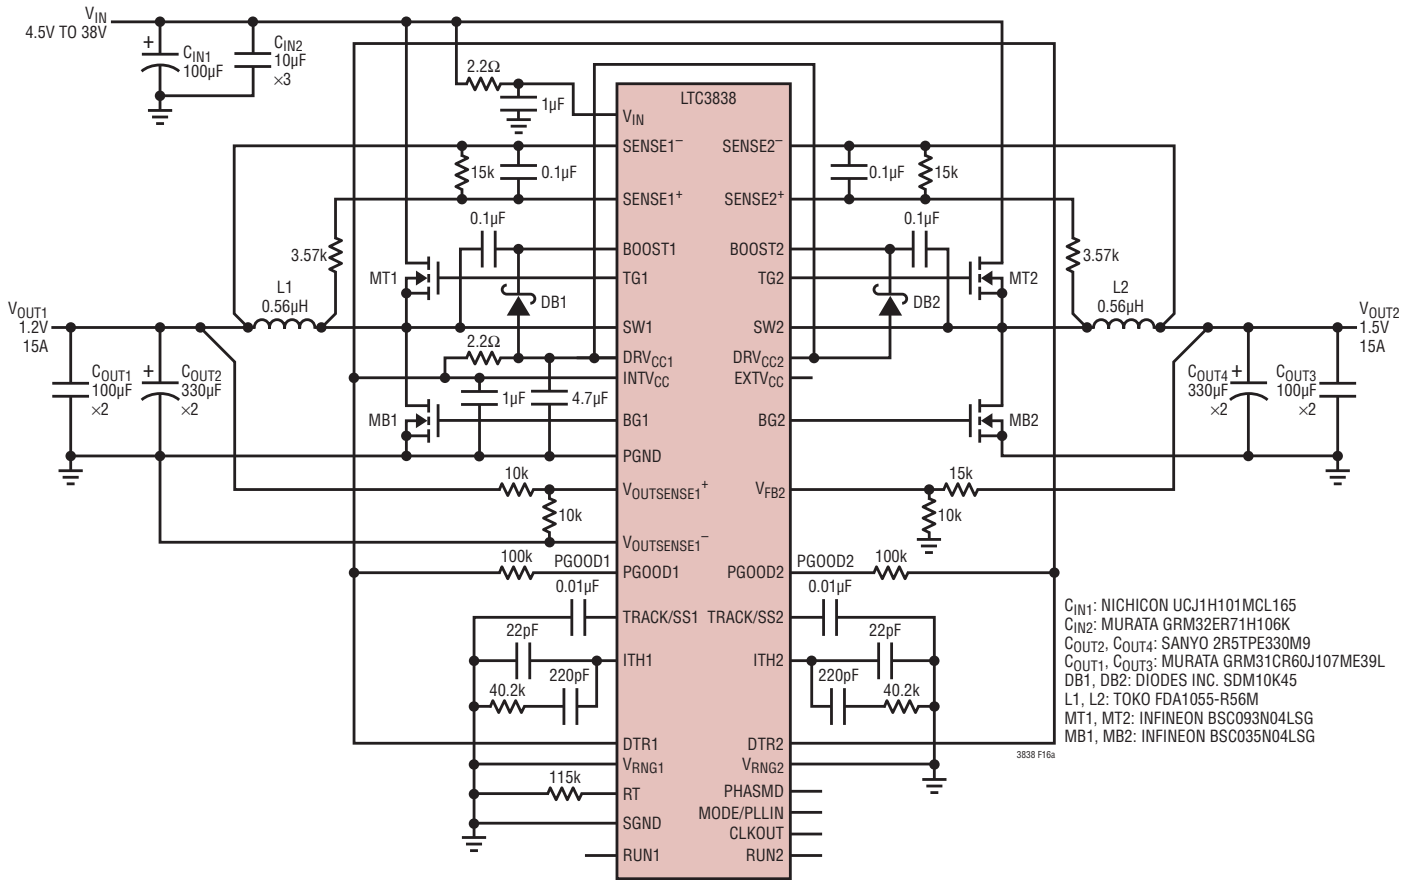 VIN
4.5V TO 38V
+
CIN1
100µF
CIN2
10µF
×3
2.2Ω
1µF
LTC3838
VIN
SENSE1–
SENSE2–
15k
0.1µF
0.1µF
15k
SENSE1+
SENSE2+
0.1µF
0.1µF
3.57k
BOOST1
BOOST2
3.57k
MT1
TG1
TG2
MT2
L1
0.56µH
DB1
DB2
L2
0.56µH
VOUT1
1.2V
15A
SW1
SW2
VOUT2
1.5V
15A
2.2Ω
DRVCC1
DRVCC2
INTVCC
EXTVCC
COUT1
100µF
×2
+
COUT2
330µF
×2
1µF
4.7µF
COUT4
330µF
×2
+
COUT3
100µF
×2
MB1
BG1
BG2
MB2
PGND
10k
VOUTSENSE1+
VFB2
15k
10k
10k
VOUTSENSE1–
100k
PGOOD1
PGOOD1
PGOOD2
PGOOD2
100k
0.01µF
0.01µF
TRACK/SS1
TRACK/SS2
22pF
22pF
ITH1
ITH2
220pF
220pF
40.2k
40.2k
DTR1
DTR2
VRNG1
VRNG2
115k
RT
PHASMD
MODE/PLLIN
SGND
CLKOUT
RUN1
RUN2
3838 F16a
CIN1: NICHICON UCJ1H101MCL165
CIN2: MURATA GRM32ER71H106K
COUT2, COUT4: SANYO 2R5TPE330M9
COUT1, COUT3: MURATA GRM31CR60J107ME39L
DB1, DB2: DIODES INC. SDM10K45
L1, L2: TOKO FDA1055-R56M
MT1, MT2: INFINEON BSC093N04LSG
MB1, MB2: INFINEON BSC035N04LSG